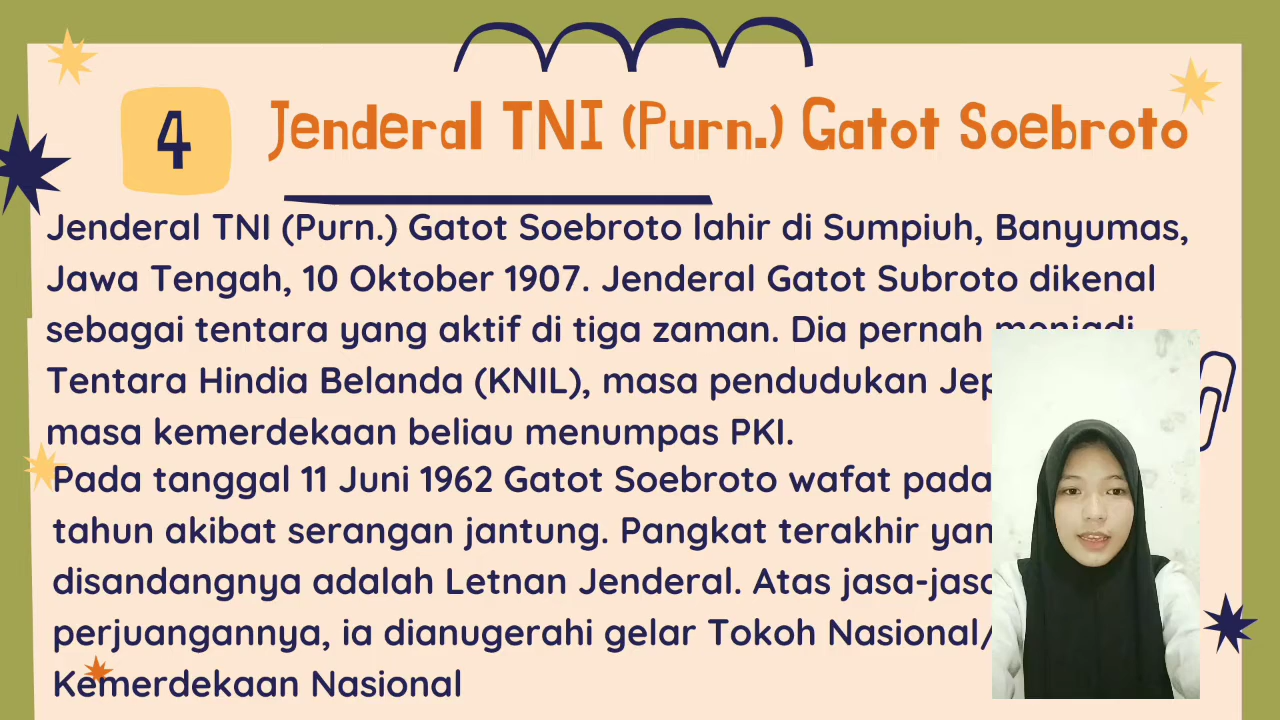 4
Jenderal TNI (Purn.) Gatot Soebroto
Jenderal TNI (Purn.) Gatot Soebroto lahir di Sumpiuh, Banyumas,
Jawa Tengah, 10 Oktober 1907. Jenderal Gatot Subroto dikenal
sebagai tentara yang aktif di tiga zaman. Dia pernah menjadi
Tentara Hindia Belanda (KNIL), masa pendudukan
masa kemerdekaan beliau menumpas PKI.
Pada tanggal 11 Juni 1962 Gatot Soebroto wafat pada
tahun akibat serangan jantung. Pangkat terakhir
disandangnya adalah Letnan Jenderal. Atas
perjuangannya, ia dianugerahi gelar Tokoh Nasional/
Kemerdekaan Nasional